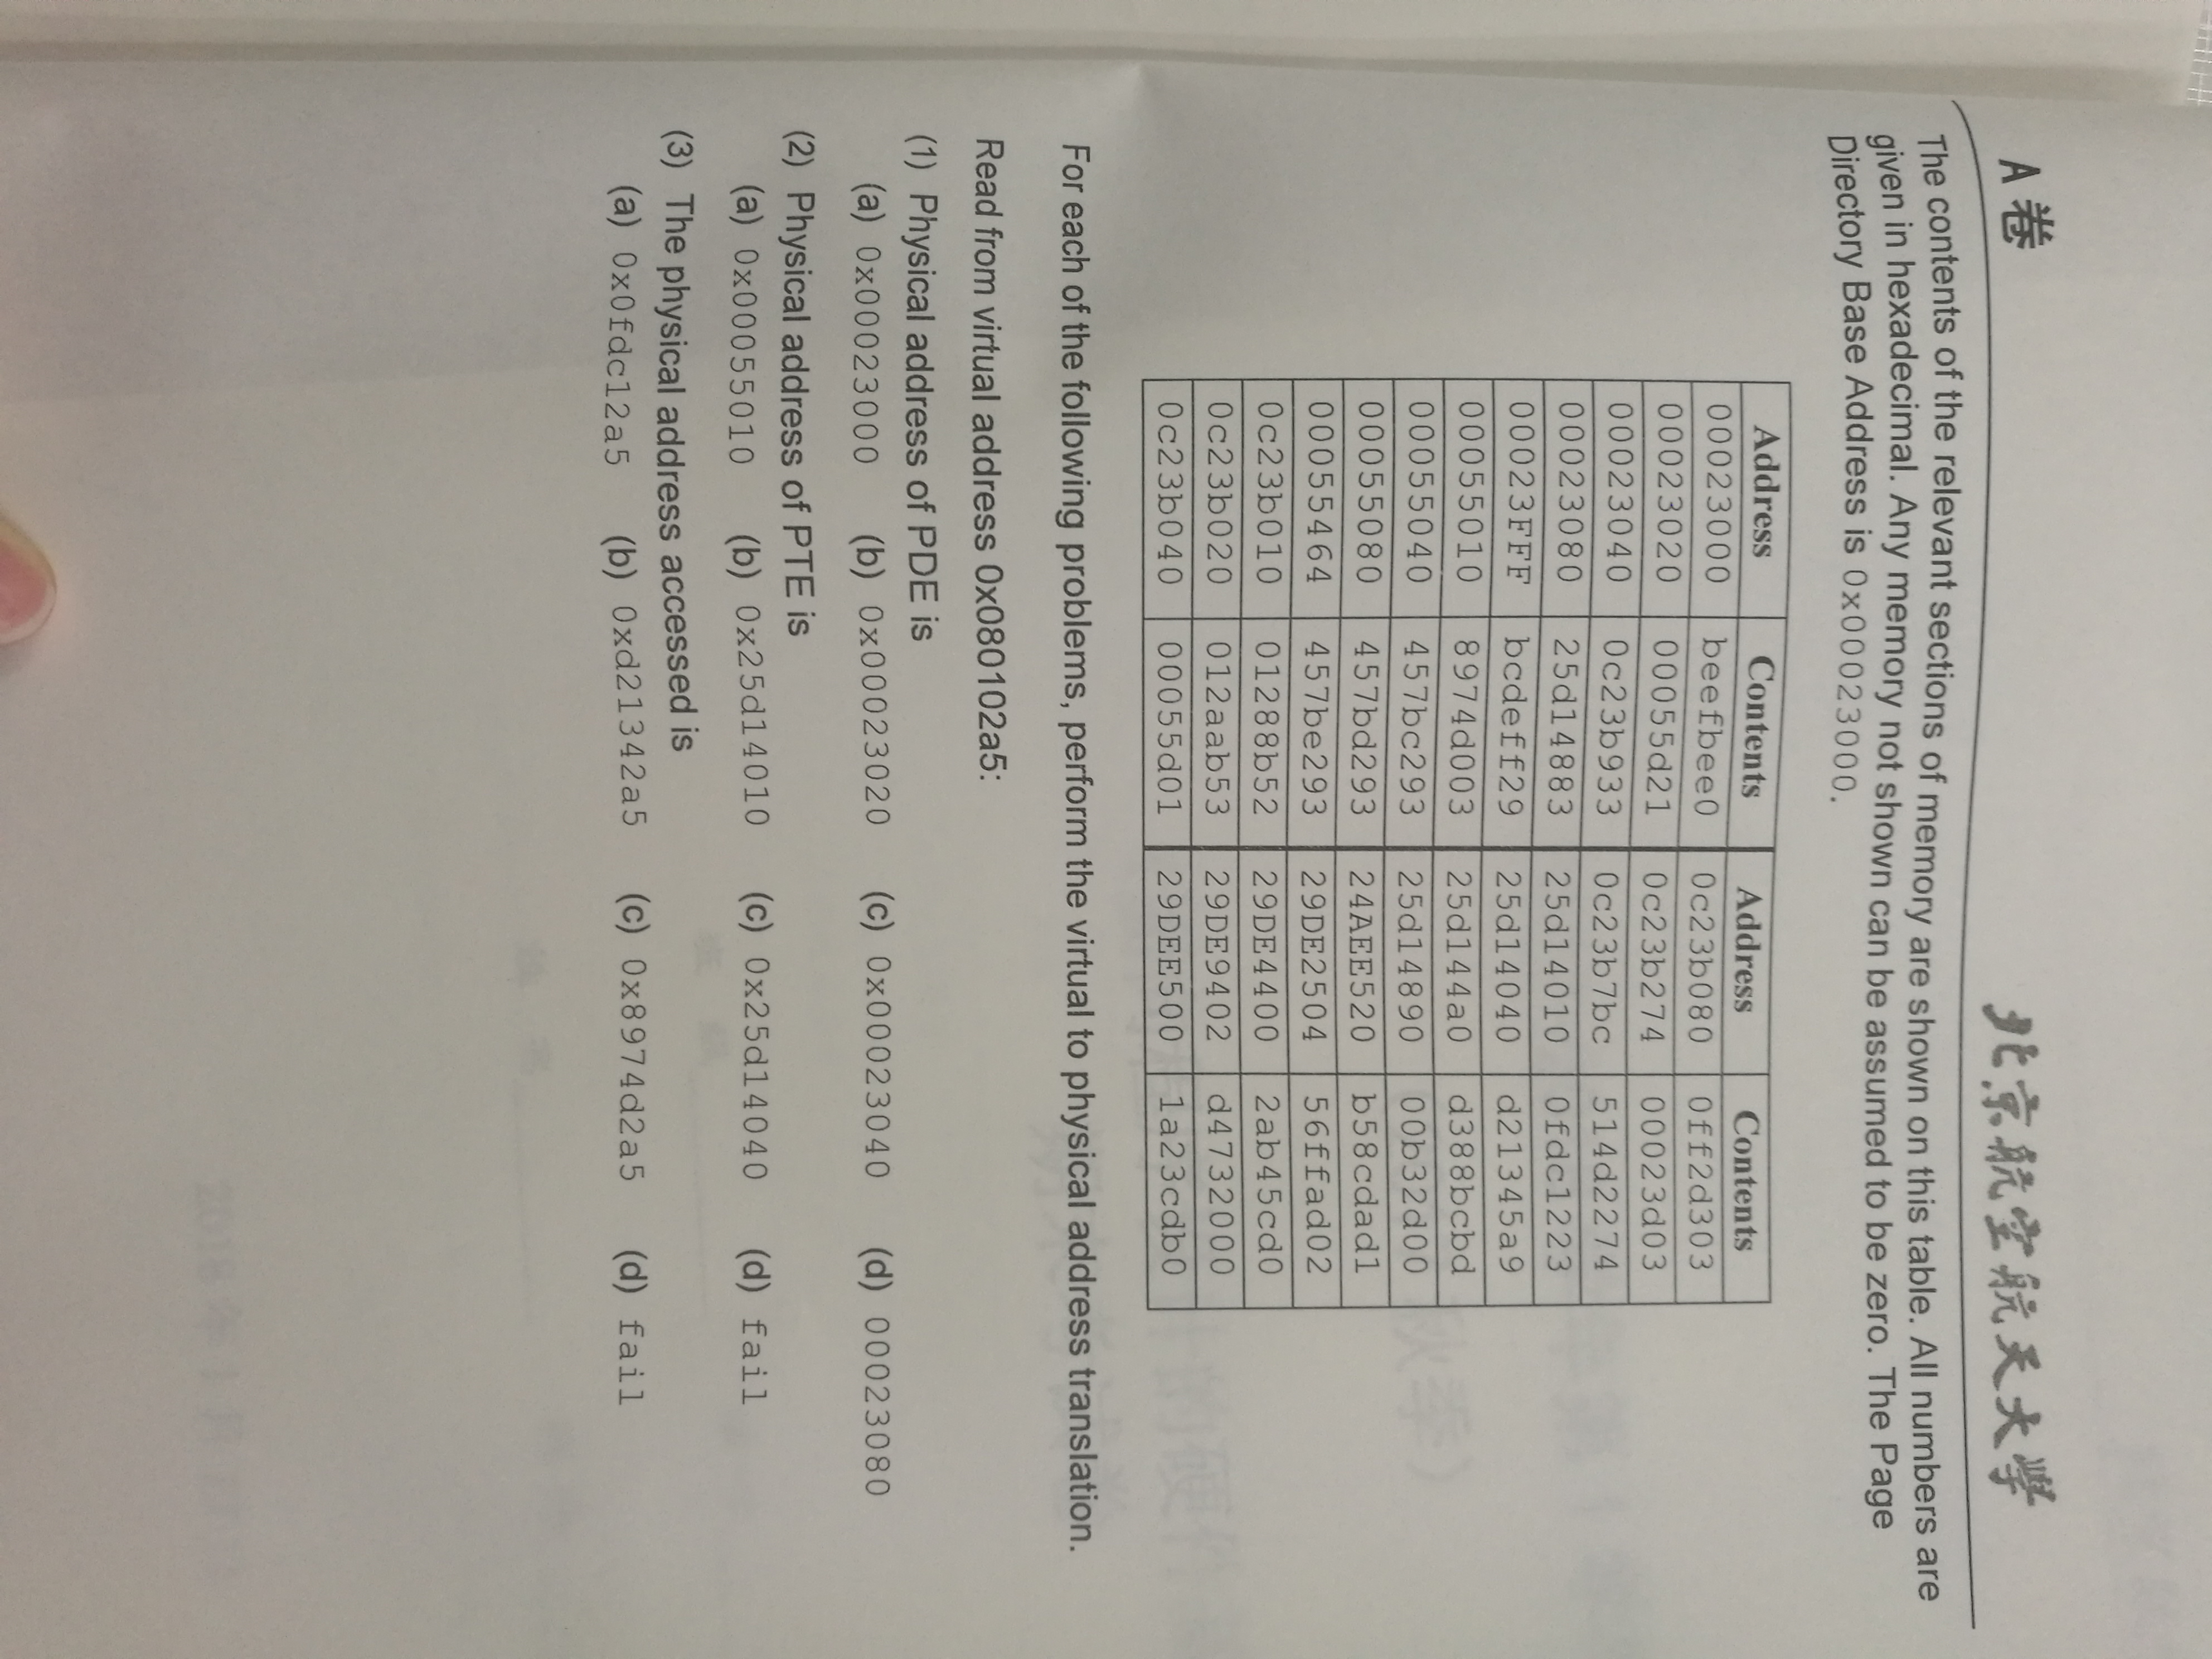 A 卷
北京航空航天大學
The contents of the relevant sections of memory are shown on this table. All numbers are
given in hexadecimal. Any memory not shown can be assumed to be zero. The Page
Directory Base Address is 0x00023000.
Address Contents Address Contents
00023000 beefbee0 0c23b080 0ff2d303
00023020 00055d21 0c23b274 00023d03
00023040 0c23b933 0c23b7bc 514d2274
00023080 25d14883 25d14010 0fdc1223
00023FFF bcdeff29 25d14040 d21345a9
00055010 8974d003 25d144a0 d388bcbd
00055040 457bc293 25d14890 00b32d00
00055080 457bd293 24AEE520 b58cdad1
00055464 457be293 29DE2504 56ffad02
0c23b010 01288b52 29DE4400 2ab45cd0
0c23b020 012aab53 29DE9402 d4732000
0c23b040 00055d01 29DEE500 1a23cdb0
For each of the following problems, perform the virtual to physical address translation.
Read from virtual address 0x080102a5:
(1) Physical address of PDE is
(a) 0x00023000 (b) 0x00023020 (c) 0x00023040 (d) 00023080
(2) Physical address of PTE is
(a) 0x00055010 (b) 0x25d14010 (c) 0x25d14040 (d) fail
(3) The physical address accessed is
(a) 0x0fdc12a5 (b) 0xd21342a5 (c) 0x8974d2a5 (d) fail